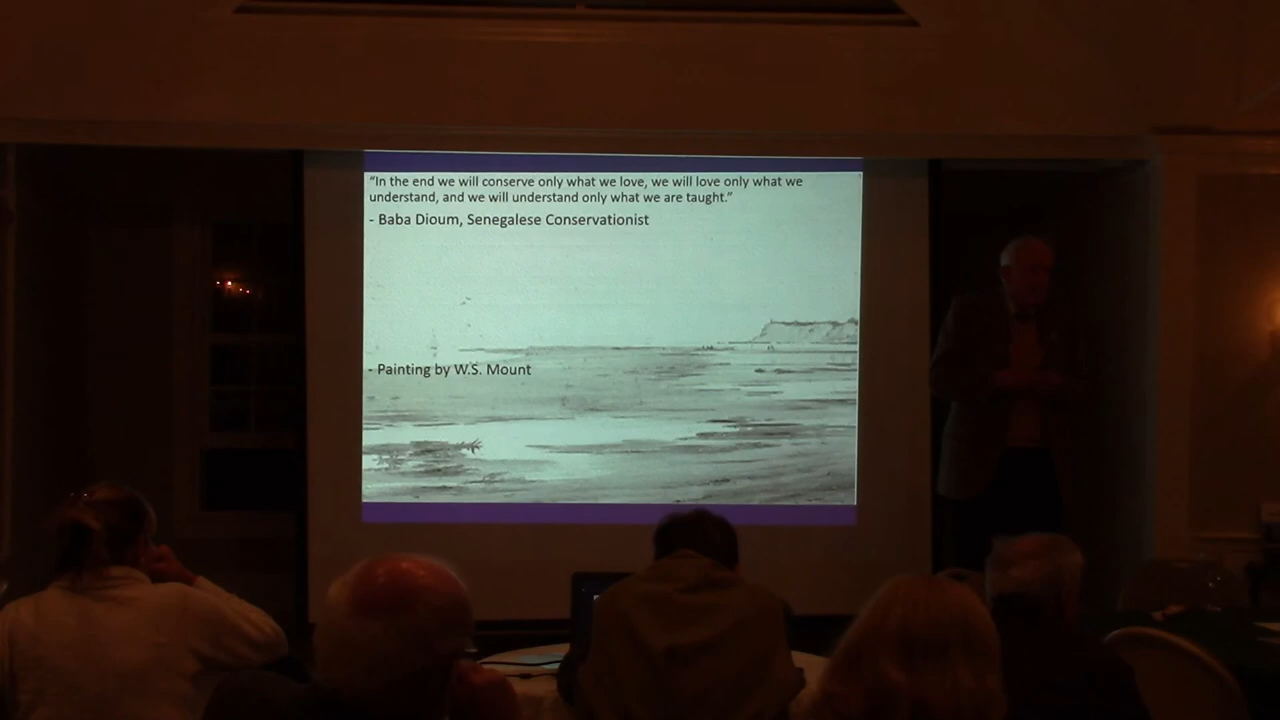 “In the end we will conserve only what we love, we will love only what we
understand, and we will understand only what we are taught.”
- Baba Dioum, Senegalese Conservationist
- Painting by W.S. Mount